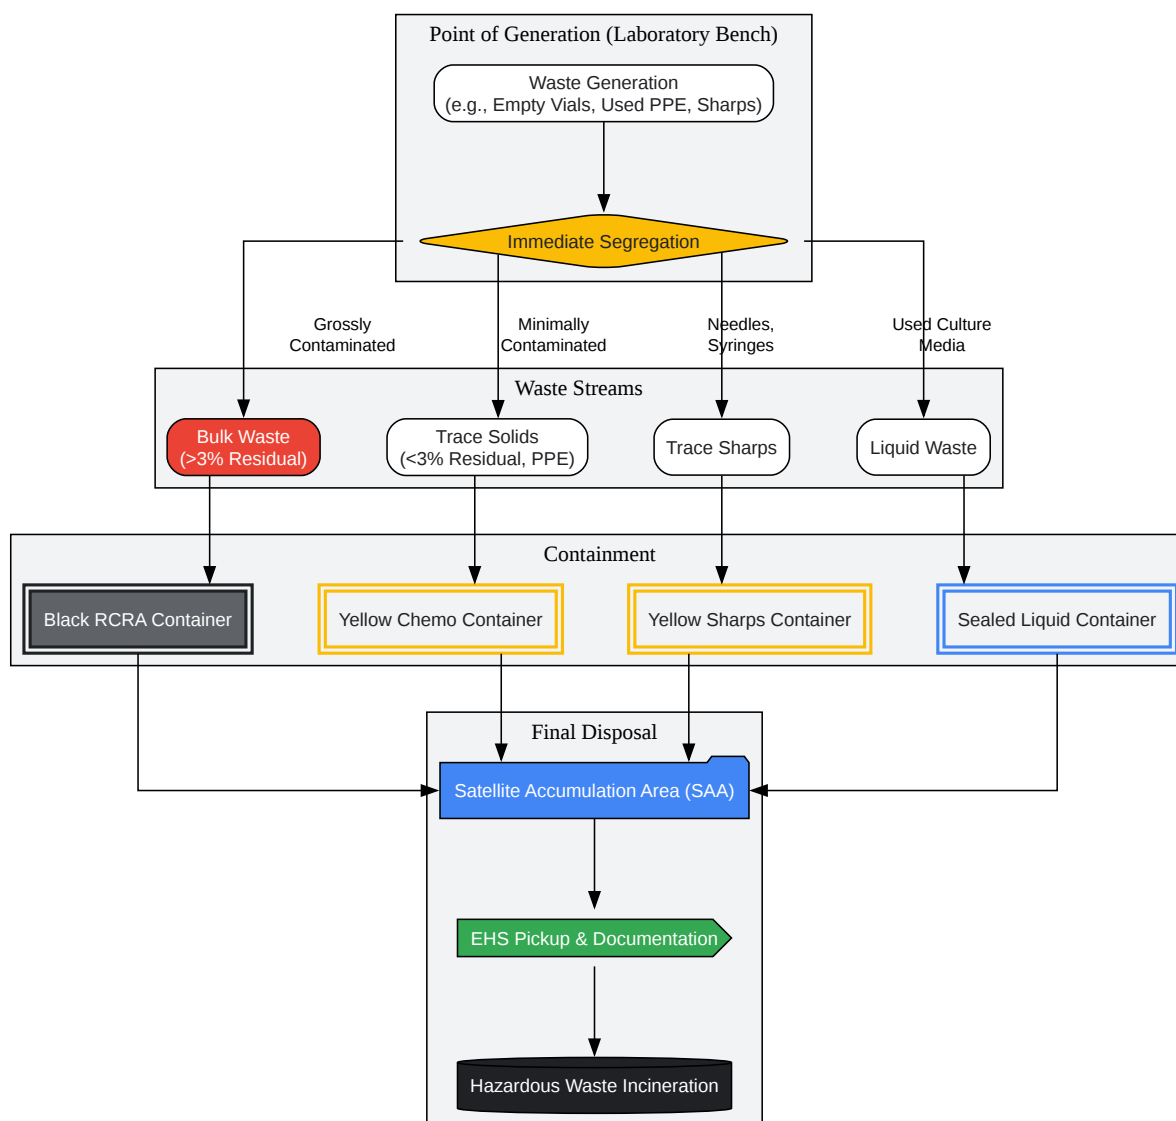 Point of Generation (Laboratory Bench)
Waste Generation
(e.g., Empty Vials, Used PPE, Sharps)
Immediate Segregation
Grossly
Contaminated
Minimally
Contaminated
Needles,
Syringes
Used Culture
Media
Waste Streams
Bulk Waste
(>3% Residual)
Trace Solids
(<3% Residual, PPE)
Trace Sharps
Liquid Waste
Containment
Black RCRA Container
Yellow Chemo Container
Yellow Sharps Container
Sealed Liquid Container
Final Disposal
Satellite Accumulation Area (SAA)
EHS Pickup & Documentation
Hazardous Waste Incineration